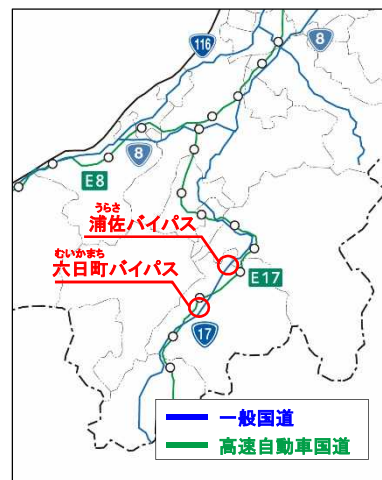 116
8
8
E8
うらさ
浦佐バイパス
むいかまち
六日町バイパス
E17
17
一般国道
高速自動車国道